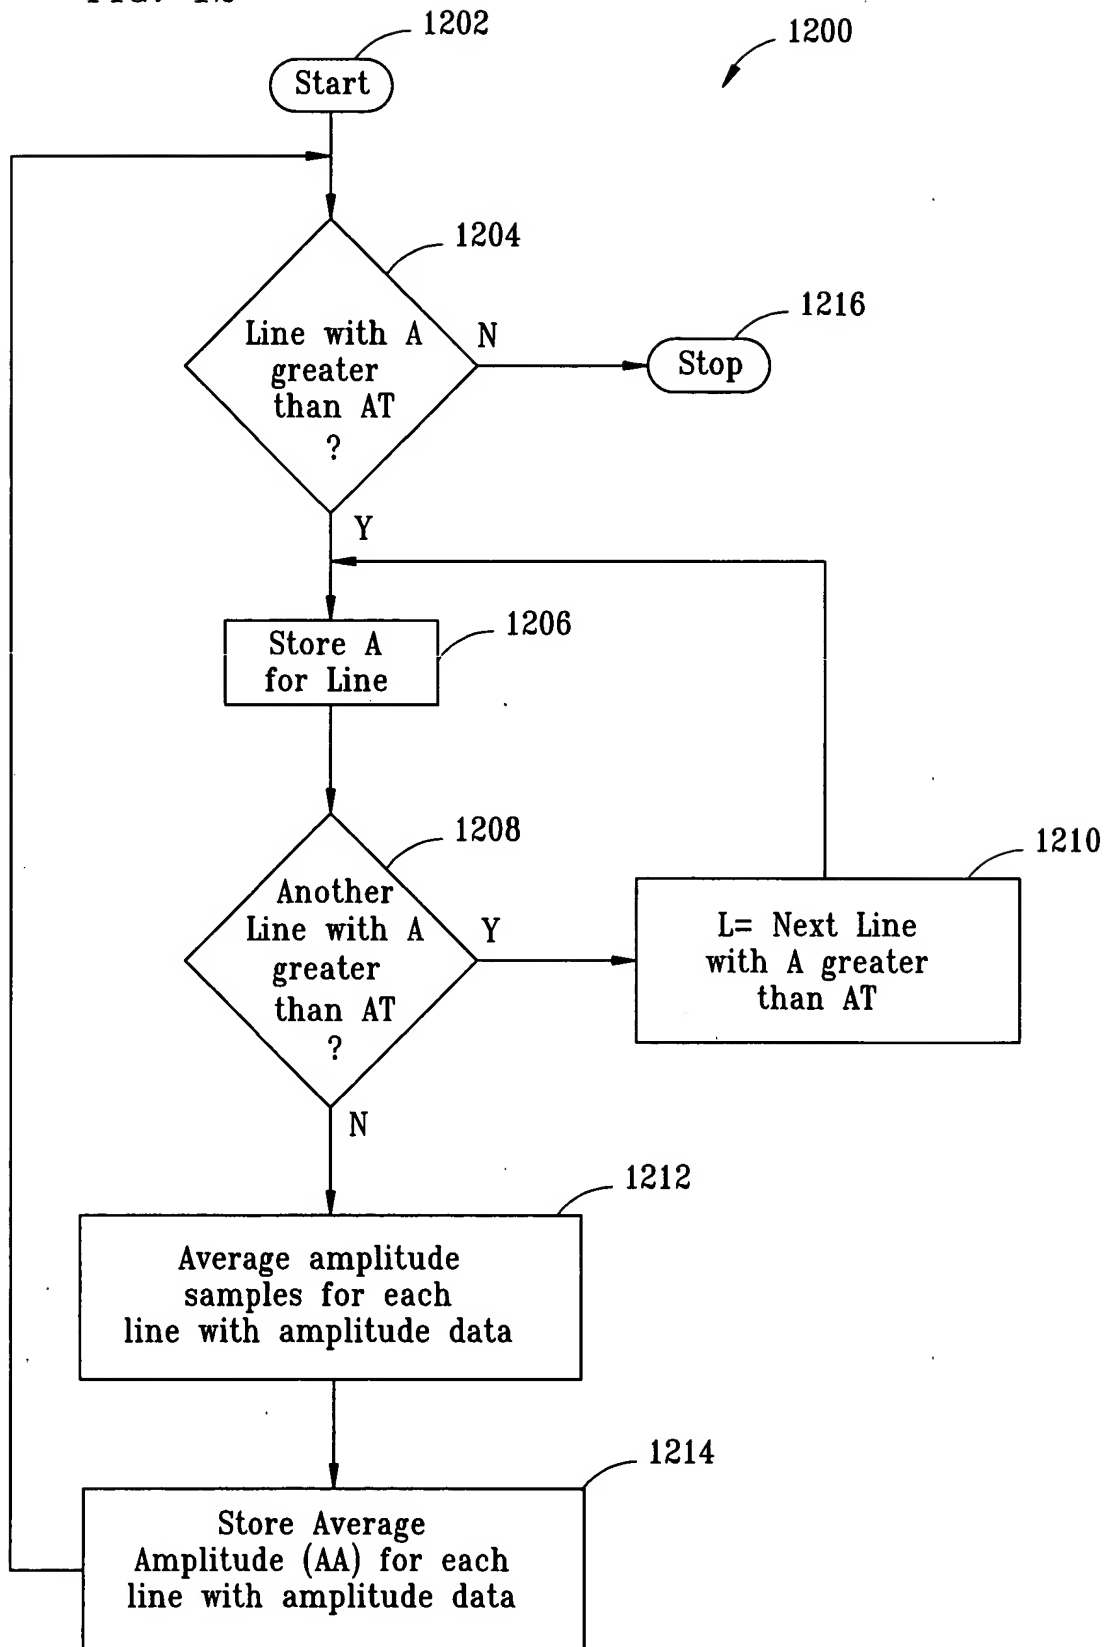 1202
1200
Start
1204
1216
Line with A
greater
than AT
?
N
Stop
Y
1206
Store A
for Line
1208
1210
Another
Line with A
greater
than AT
?
Y
L= Next Line
with A greater
than AT
N
1212
Average amplitude
samples for each
line with amplitude data
1214
Store Average
Amplitude (AA) for each
line with amplitude data